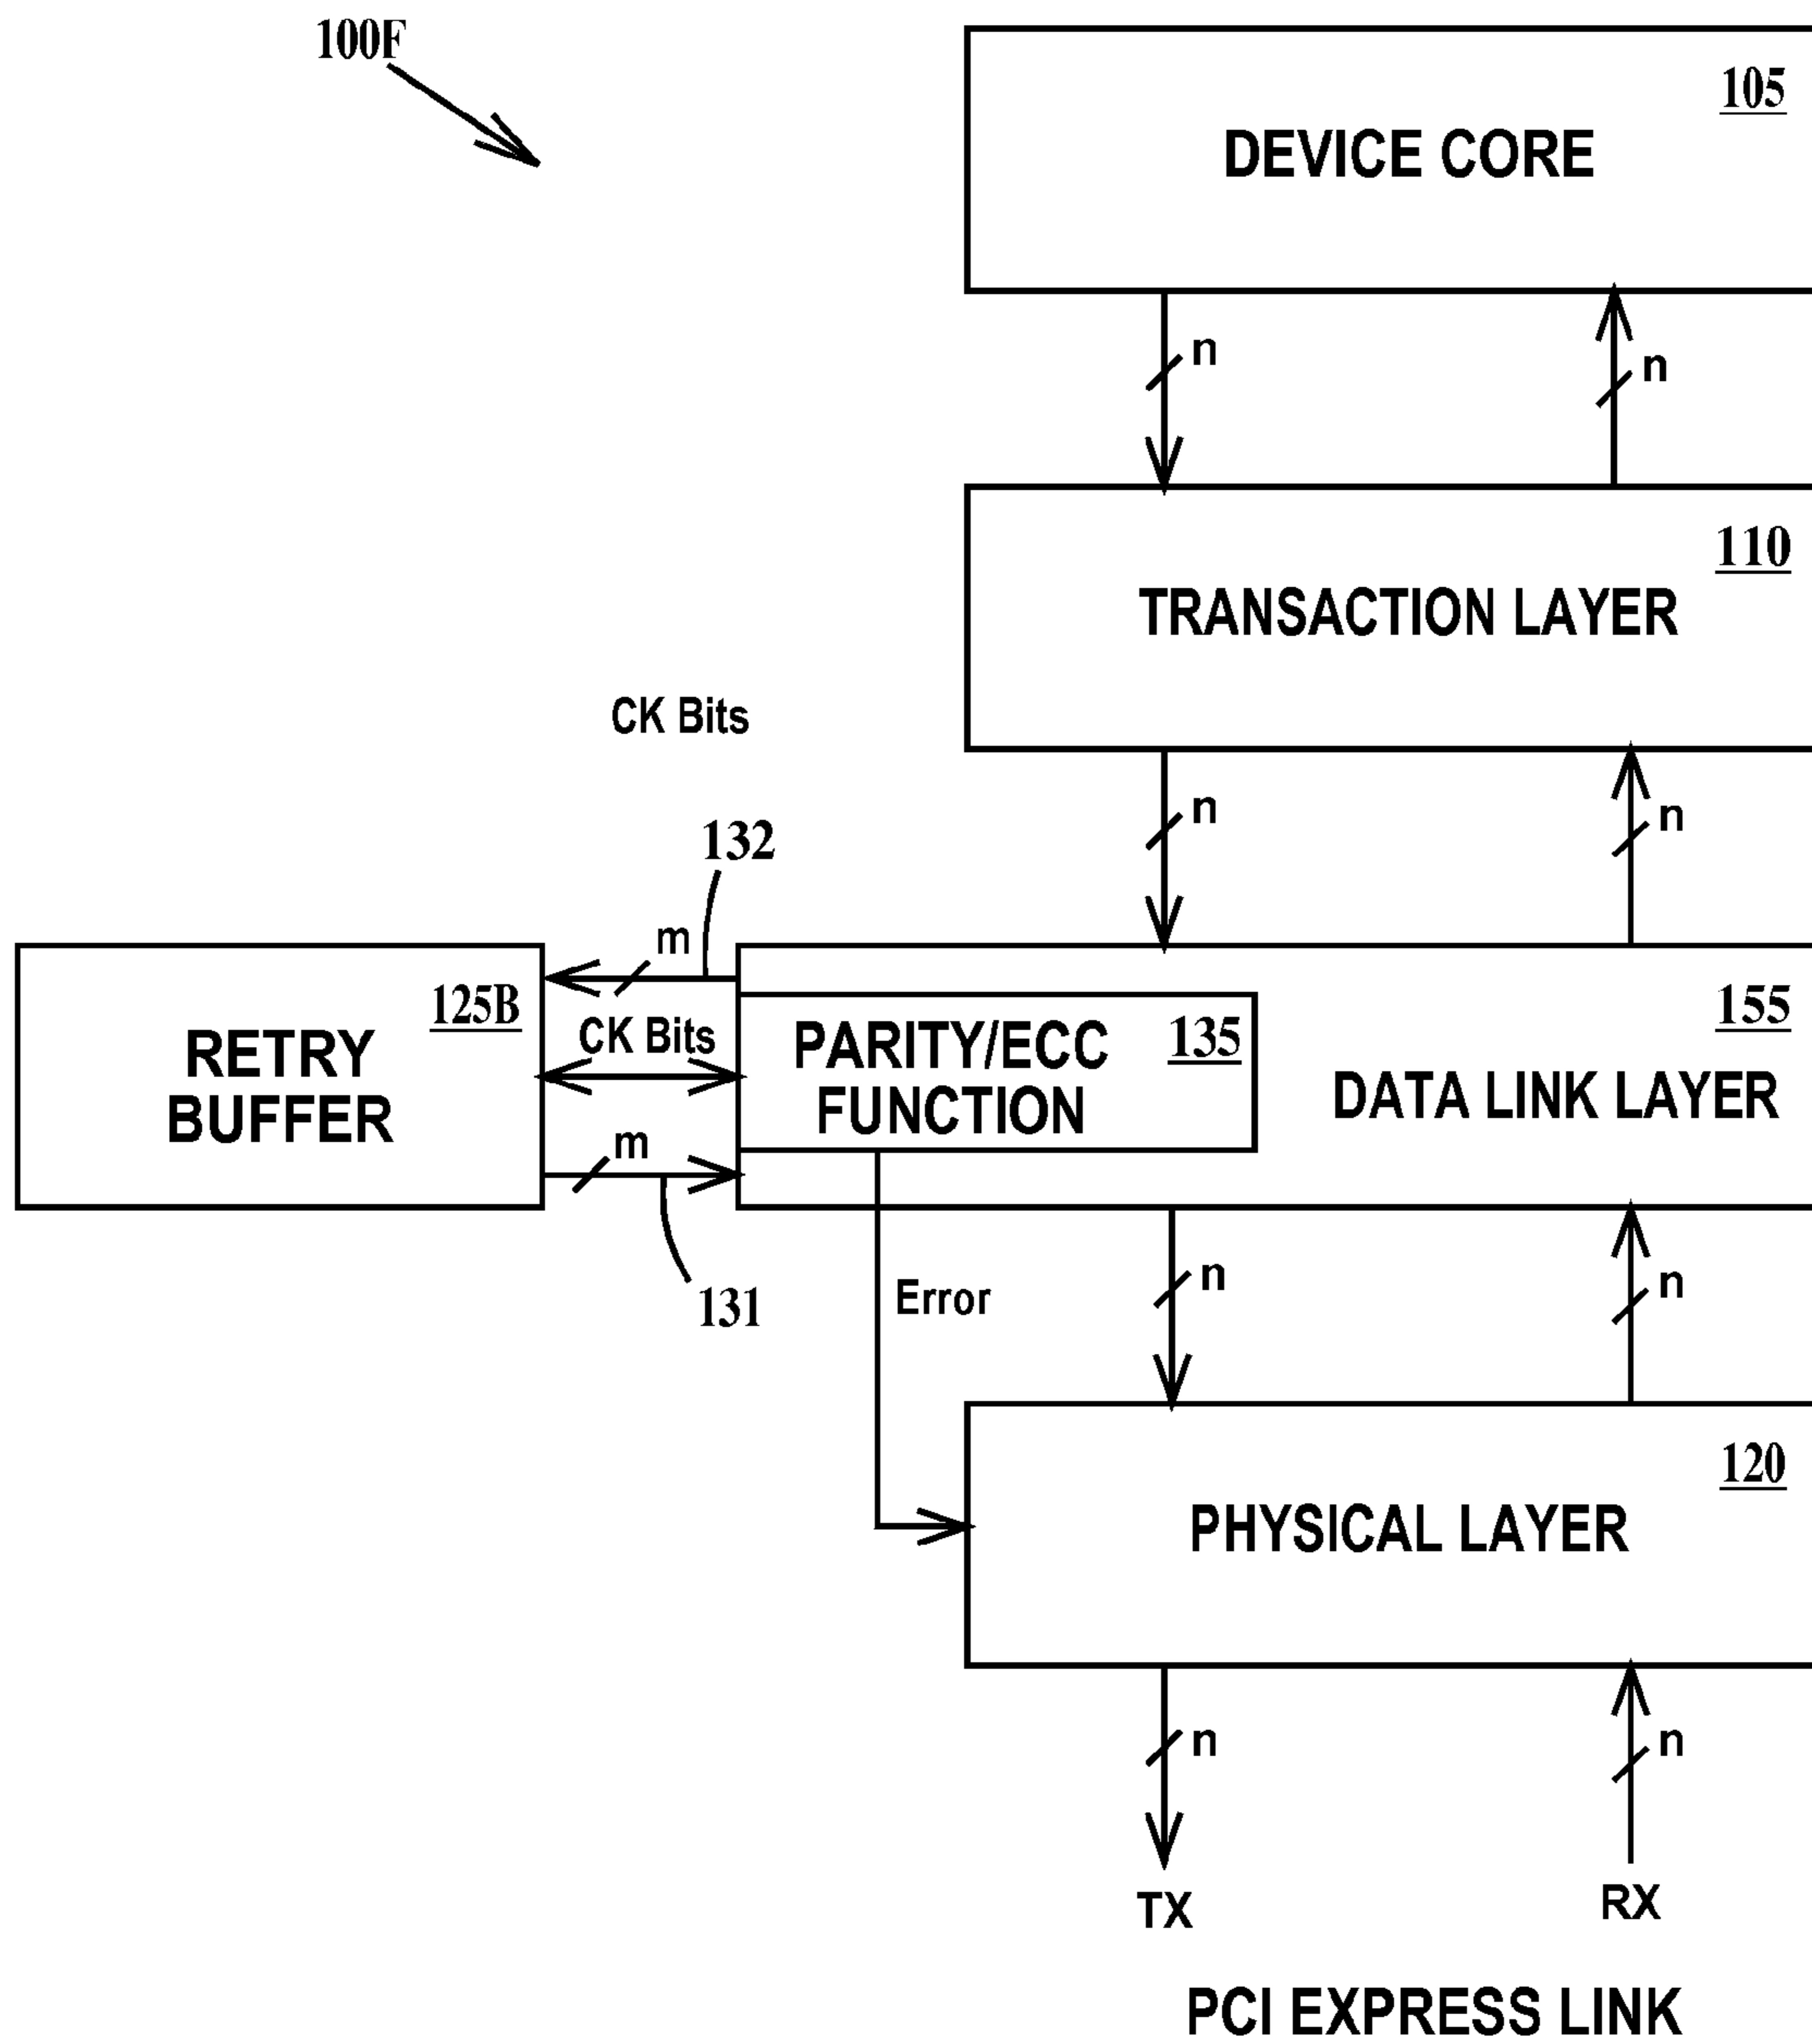 100F
105
DEVICE CORE
n
n
110
TRANSACTION LAYER
CK Bits
n
n
132
m
125B
RETRY
BUFFER
CK Bits
PARITY/ECC
FUNCTION
135
155
DATA LINK LAYER
m
131
Error
n
n
120
PHYSICAL LAYER
n
n
TX
RX
PCI EXPRESS LINK